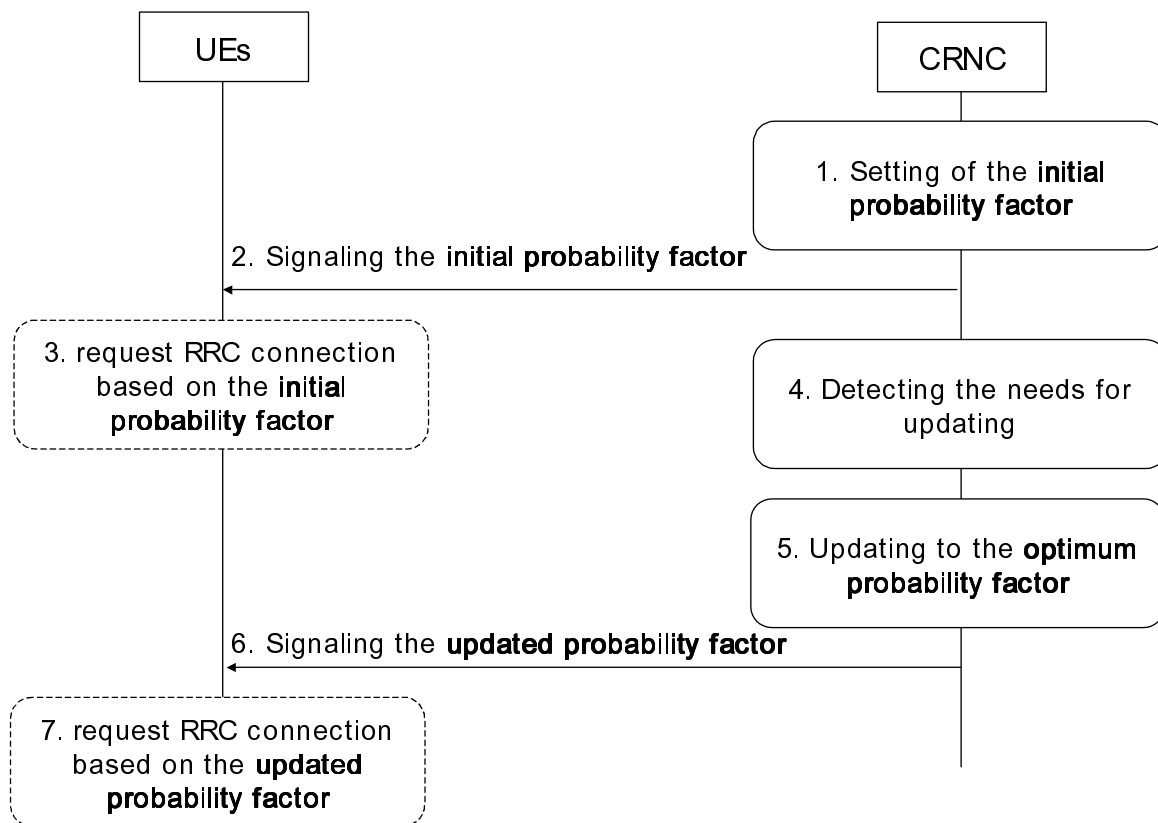 UEs
CRNC
1. Setting of the initial
probability factor
2. Signaling the initial probability factor
3. request RRC connection
based on the initial
probability factor
4. Detecting the needs for
updating
5. Updating to the optimum
probability factor
6. Signaling the updated probability factor
7. request RRC connection
based on the updated
probability factor